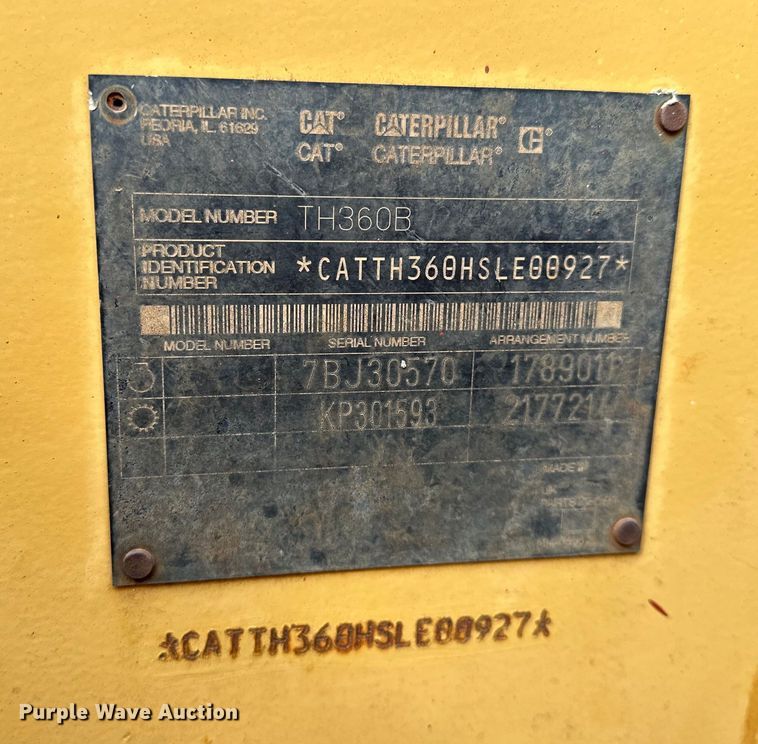 CATERPILLAR INC.
PEORIA, IL. 61629
USA
CAT® CATERPILLAR®
CAT® CATERPILLAR®
MODEL NUMBER TH360B
PRODUCT
IDENTIFICATION
NUMBER
*CATTH360HSLE00927*
MODEL NUMBER SERIAL NUMBER ARRANGEMENT NUMBER
7BJ30570
KP301593
MADE
*CATTH360HSLE00927*
Purple Wave Auction